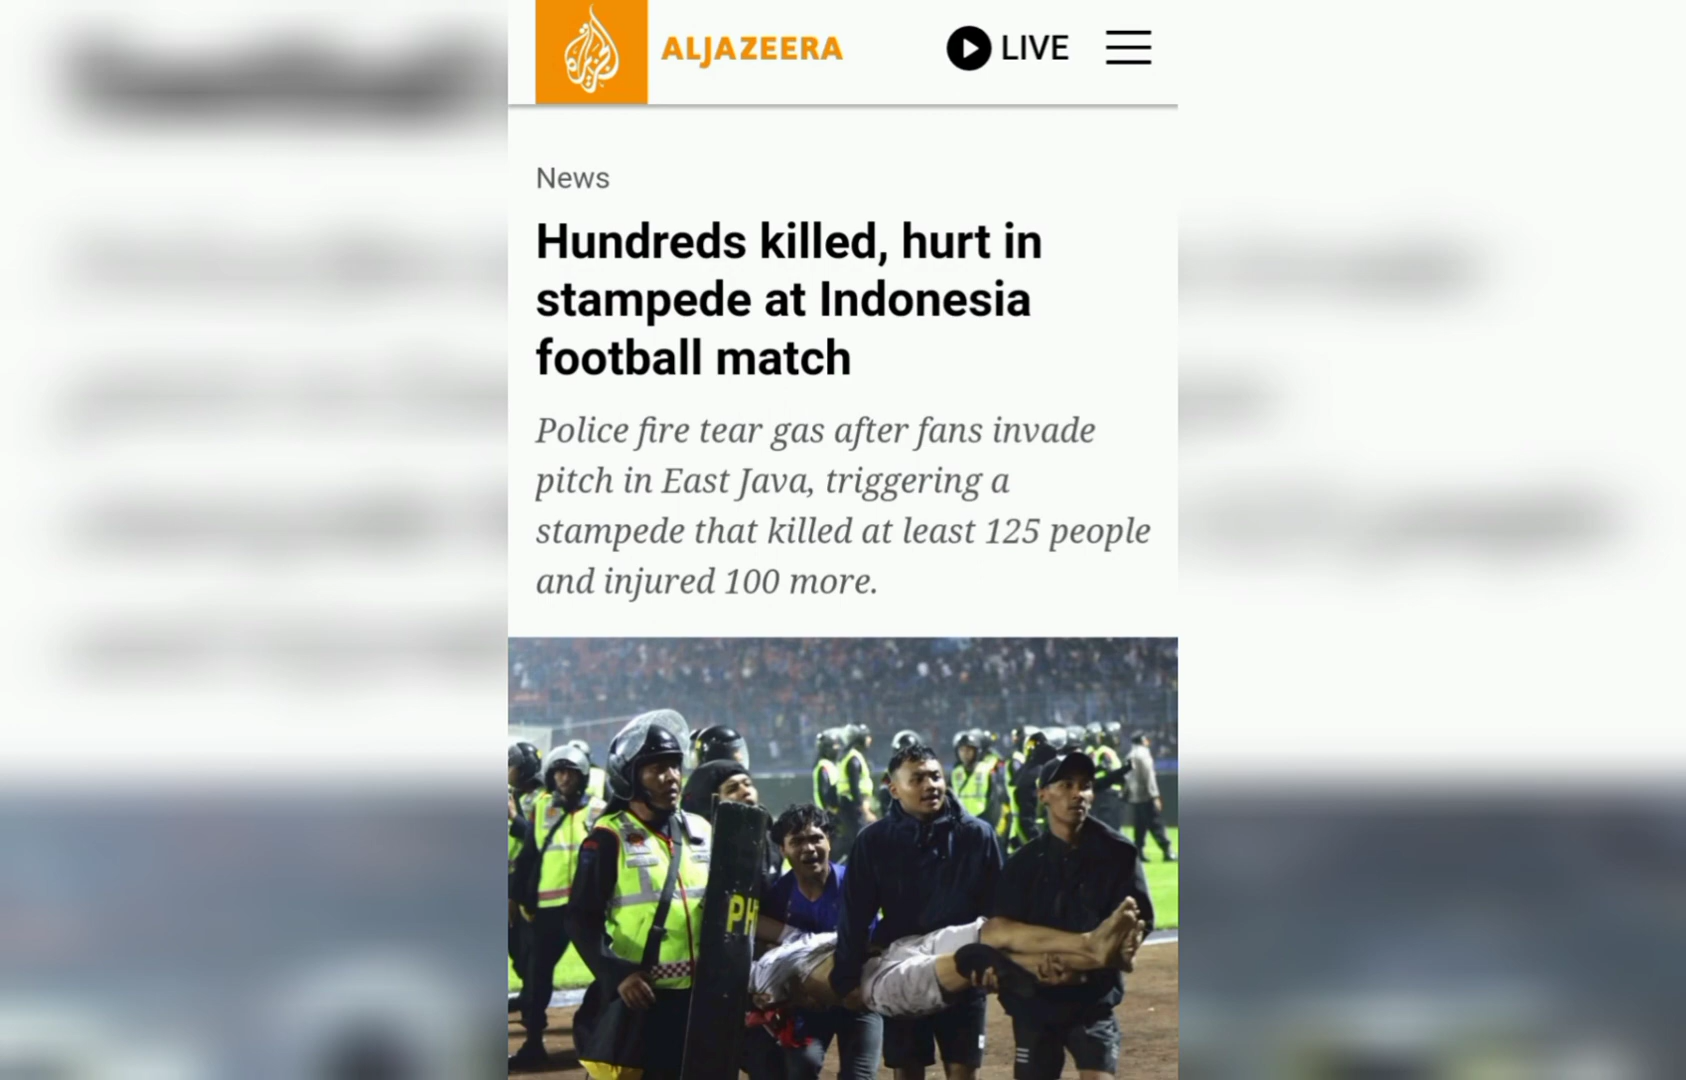 ALJAZEERA LIVE
News
Hundreds killed, hurt in
stampede at Indonesia
football match
Police fire tear gas after fans invade
pitch in East Java, triggering a
stampede that killed at least 125 people
and injured 100 more.
PH